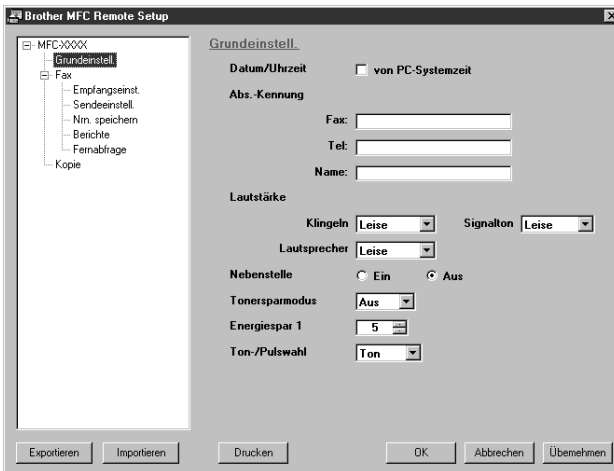 Brother MFC Remote Setup
MFC-XXXX
Grundeinstell.
Fax
Empfangseinst.
Sendeeinstell.
Nrn. speichern
Berichte
Fernabfrage
Kopie
Grundeinstell.
Datum/Uhrzeit von PC-Systemzeit
Abs.-Kennung
Fax:
Tel:
Name:
Lautstärke
Klingeln Leise Signalton Leise
Lautsprecher Leise
Nebenstelle Ein Aus
Tonersparmodus Aus
Energiespar 1 5
Ton-/Pulswahl Ton
Exportieren Importieren Drucken OK Abbrechen Übernehmen